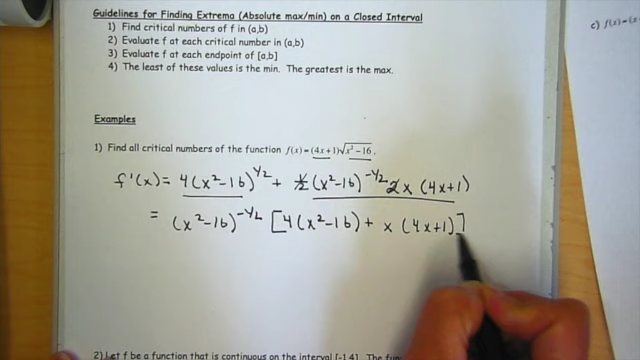 Guidelines for Finding Extrema (Absolute max/min) on a Closed Interval
1) Find critical numbers of f in (a,b)
2) Evaluate f at each critical number in (a,b)
3) Evaluate f at each endpoint of [a,b]
4) The least of these values is the min. The greatest is the max.
c) f(x)=(x
Examples
1) Find all critical numbers of the function f(x)=(4x+1)√(x²-16).
f'(x)= 4(x²-16)^1/2 + 1/2(x²-16)^-1/2 2x (4x+1)
= (x²-16)^-1/2 [4(x²-16)+ x (4x+1)]
2) Let f be a function that is continuous on the interval [-1,4]. The